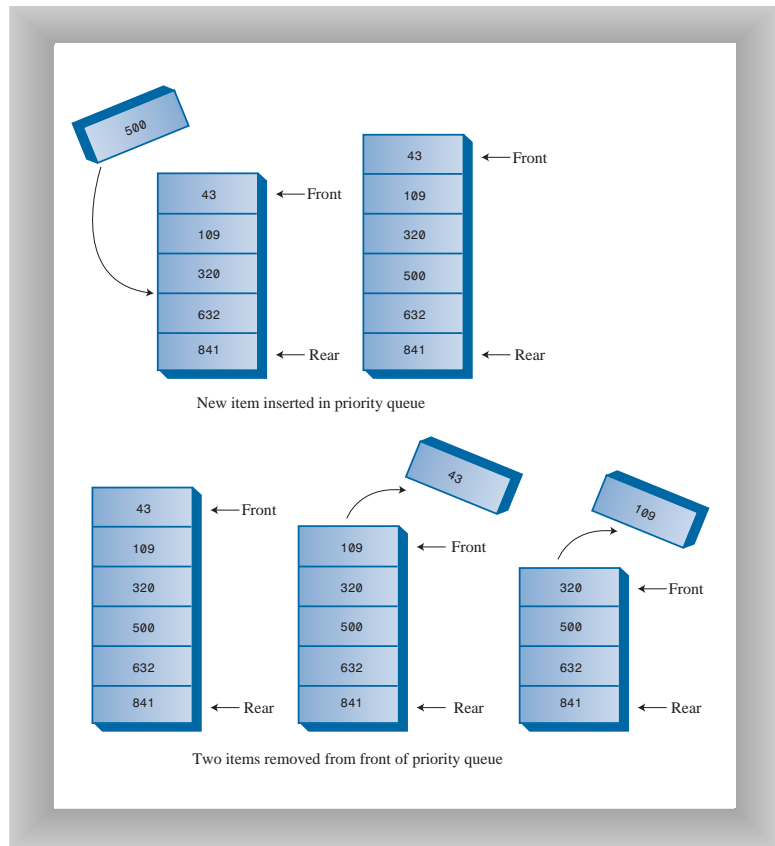 500
43
Front
109
320
632
841
Rear
43
Front
109
320
500
632
841
Rear
New item inserted in priority queue
43
Front
109
320
500
632
841
Rear
43
109
Front
320
500
632
841
Rear
109
320
Front
500
632
841
Rear
Two items removed from front of priority queue